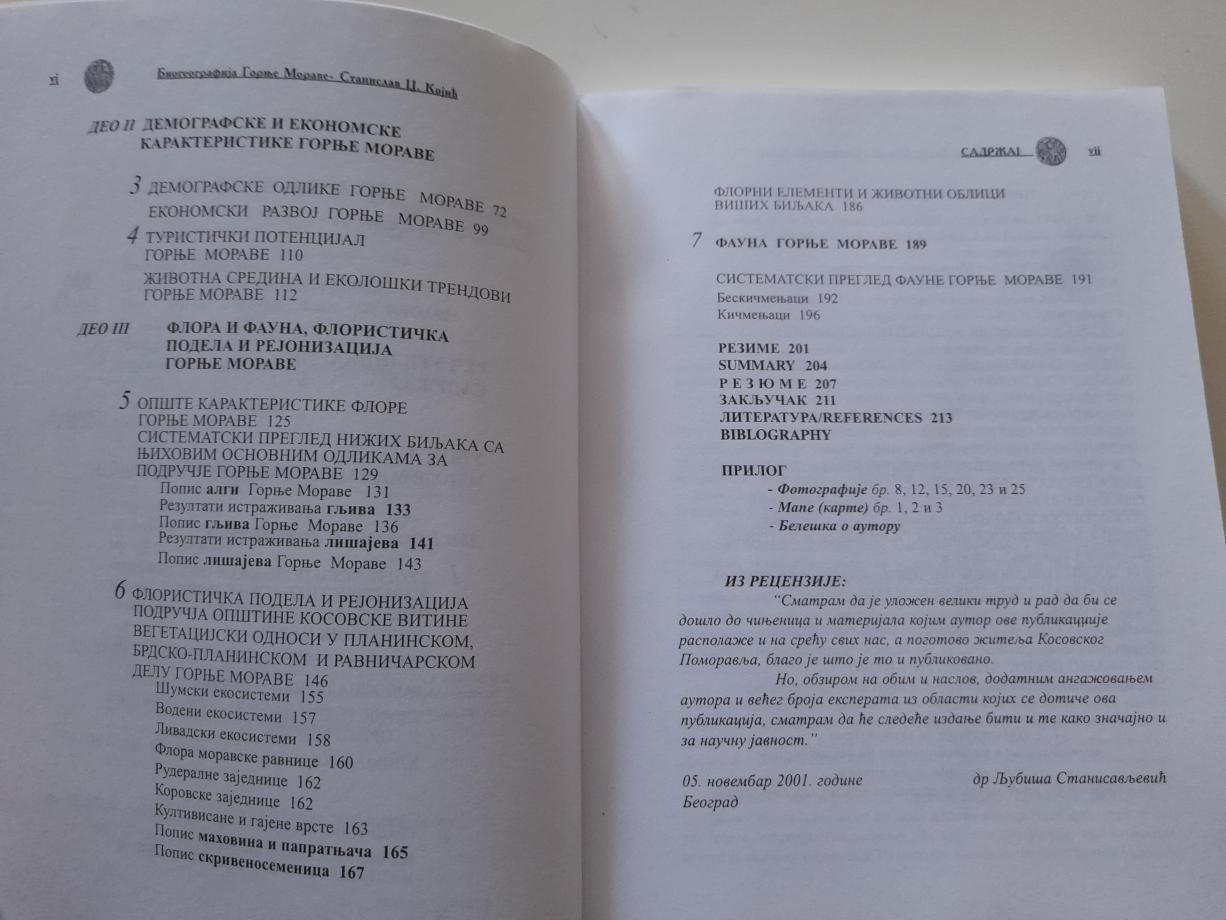 vj
Биогеографија Горње Мораве- Станислав Ц. Којић
ДЕО II ДЕМОГРАФСКЕ И ЕКОНОМСКЕ
КАРАКТЕРИСТИКЕ ГОРЊЕ МОРАВЕ
3 ДЕМОГРАФСКЕ ОДЛИКЕ ГОРЊЕ МОРАВЕ 72
ЕКОНОМСКИ РАЗВОЈ ГОРЊЕ МОРАВЕ 99
4 ТУРИСТИЧКИ ПОТЕНЦИЈАЛ
ГОРЊЕ МОРАВЕ 110
ЖИВОТНА СРЕДИНА И ЕКОЛОШКИ ТРЕНДОВИ
ГОРЊЕ МОРАВЕ 112
ДЕО III ФЛОРА И ФАУНА, ФЛОРИСТИЧКА
ПОДЕЛА И РЕЈОНИЗАЦИЈА
ГОРЊЕ МОРАВЕ
5 ОПШТЕ КАРАКТЕРИСТИКЕ ФЛОРЕ
ГОРЊЕ МОРАВЕ 125
СИСТЕМАТСКИ ПРЕГЛЕД НИЖИХ БИЉАКА СА
ЊИХОВИМ ОСНОВНИМ ОДЛИКАМА ЗА
ПОДРУЧЈЕ ГОРЊЕ МОРАВЕ 129
Попис алги Горње Мораве 131
Резултати истраживања гљива 133
Попис гљива Горње Мораве 136
Резултати истраживања лишајева 141
Попис лишајева Горње Мораве 143
6 ФЛОРИСТИЧКА ПОДЕЛА И РЕЈОНИЗАЦИЈА
ПОДРУЧЈА ОПШТИНЕ КОСОВСКЕ ВИТИНЕ
ВЕГЕТАЦИЈСКИ ОДНОСИ У ПЛАНИНСКОМ,
БРДСКО-ПЛАНИНСКОМ И РАВНИЧАРСКОМ
ДЕЛУ ГОРЊЕ МОРАВЕ 146
Шумски екосистеми 155
Водени екосистеми 157
Ливадски екосистеми 158
Флора моравске равнице 160
Рудералне заједнице 162
Коровске заједнице 162
Култивисане и гајене врсте 163
Попис маховина и папратњача 165
Попис скривеносеменица 167
САДРЖАЈ vii
ФЛОРНИ ЕЛЕМЕНТИ И ЖИВОТНИ ОБЛИЦИ
ВИШИХ БИЉАКА 186
7 ФАУНА ГОРЊЕ МОРАВЕ 189
СИСТЕМАТСКИ ПРЕГЛЕД ФАУНЕ ГОРЊЕ МОРАВЕ 191
Бескичмењаци 192
Кичмењаци 196
РЕЗИМЕ 201
SUMMARY 204
Р Е З Ю М Е 207
ЗАКЉУЧАК 211
ЛИТЕРАТУРА/REFERENCES 213
BIBLOGRAPHY
ПРИЛОГ
- Фотографије бр. 8, 12, 15, 20, 23 и 25
- Мапе (карте) бр. 1, 2 и 3
- Белешка о аутору
ИЗ РЕЦЕНЗИЈЕ:
“Сматрам да је уложен велики труд и рад да би се
дошло до чињеница и материјала којим аутор ове публикацције
располаже и на срећу свих нас, а поготово житеља Косовског
Поморавља, благо је што је то и публиковано.
Но, обзиром на обим и наслов, додатним ангажовањем
аутора и већег броја експерата из области којих се дотиче ова
публикација, сматрам да ће следеће издање бити и те како значајно и
за научну јавност.”
05. новембар 2001. године др Љубиша Станисављевић
Београд